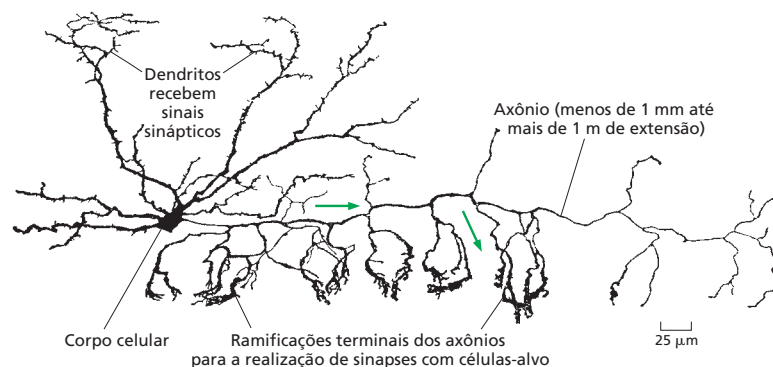 Dendritos
recebem
sinais
sinápticos
Axônio (menos de 1 mm até
mais de 1 m de extensão)
Corpo celular
Ramificações terminais dos axônios
para a realização de sinapses com células-alvo
25 µm